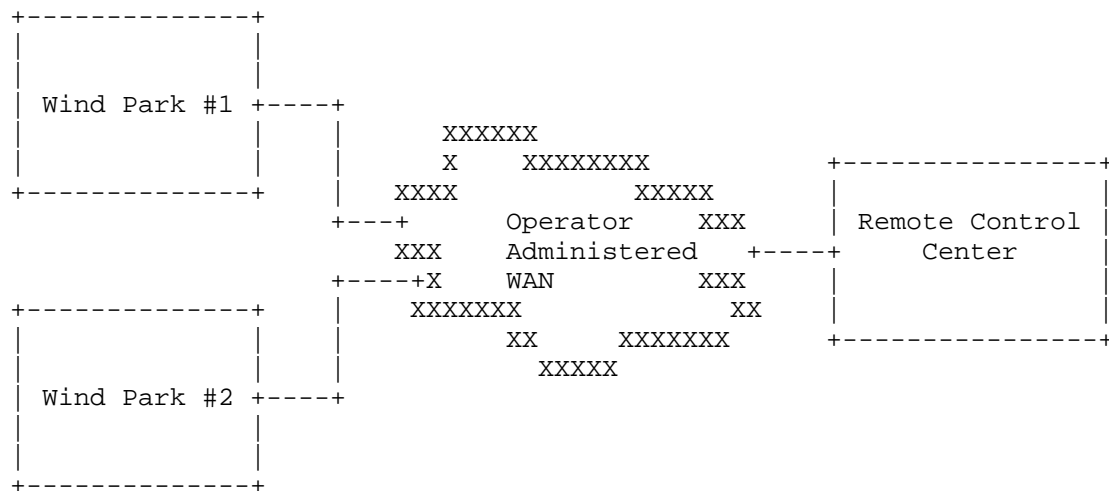 Wind Park #1
Operator
Administered
WAN
Remote Control
Center
Wind Park #2